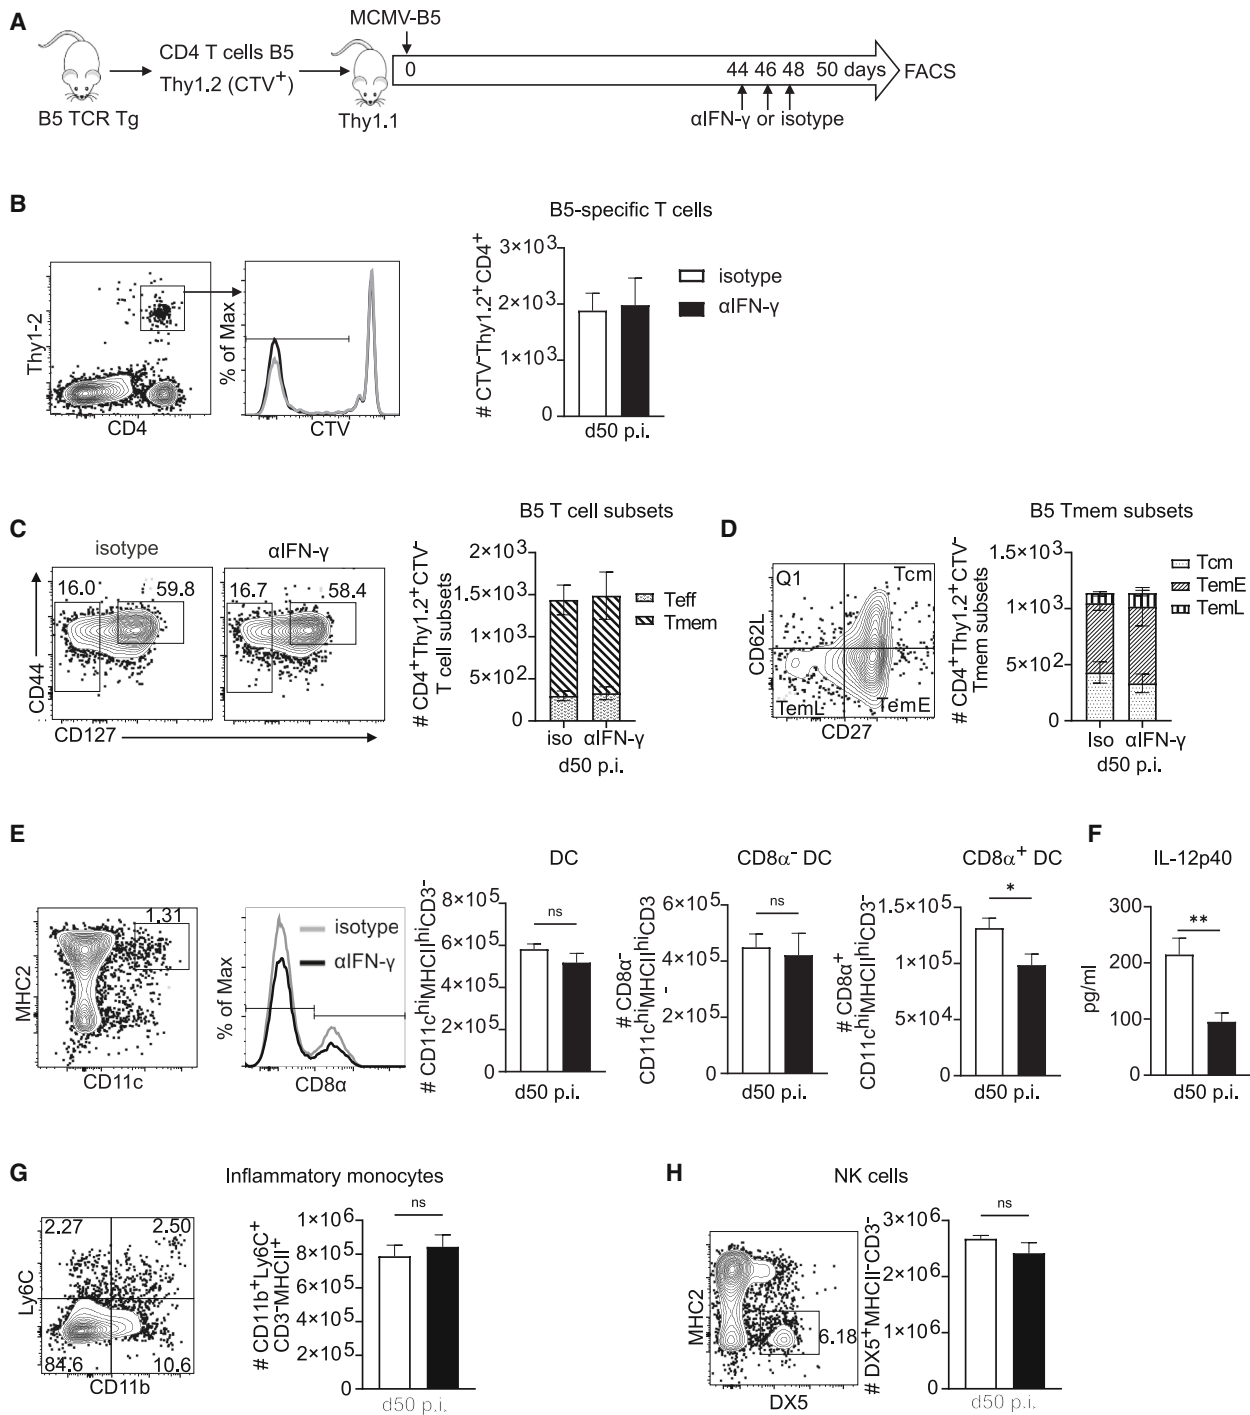 A
MCMV-B5
CD4 T cells B5
Thy1.2 (CTV+)
B5 TCR Tg
Thy1.1
0
44 46 48 50 days
FACS
αIFN-γ or isotype
B
B5-specific T cells
Thy1-2
CD4
% of Max
CTV
# CTV-Thy1.2+CD4+
3×10³
2×10³
1×10³
0
d50 p.i.
isotype
αIFN-γ
C
isotype
αIFN-γ
16.0
59.8
16.7
58.4
CD44
CD127
B5 T cell subsets
# CD4+Thy1.2+CTV-
T cell subsets
2×10³
1×10³
1×10³
5×10²
0
iso αIFN-γ
d50 p.i.
Teff
Tmem
D
Q1
Tcm
TemL
TemE
CD62L
CD27
B5 Tmem subsets
# CD4+Thy1.2+CTV-
Tmem subsets
1×10³
1×10³
5×10²
0
Iso αIFN-γ
d50 p.i.
Tcm
TemE
TemL
E
1.31
MHC2
CD11c
isotype
αIFN-γ
% of Max
CD8α
DC
# CD11chiMHCIIhiCD3-
8×10⁵
6×10⁵
4×10⁵
2×10⁵
0
ns
d50 p.i.
CD8α- DC
# CD8α-
CD11chiMHCIIhiCD3
-
8×10⁵
6×10⁵
4×10⁵
2×10⁵
0
ns
d50 p.i.
CD8α+ DC
# CD8α+
CD11chiMHCIIhiCD3-
1.5×10⁵
1×10⁵
5×10⁴
0
*
d50 p.i.
F
IL-12p40
pg/ml
300
200
100
0
**
d50 p.i.
G
Inflammatory monocytes
2.27
2.50
84.6
10.6
Ly6C
CD11b
# CD11b+Ly6C+
CD3-MHCII+
1×10⁶
8×10⁵
6×10⁵
4×10⁵
2×10⁵
0
ns
d50 p.i.
H
NK cells
MHC2
6.18
DX5
# DX5+MHCII-CD3-
3×10⁶
2×10⁶
1×10⁶
0
ns
d50 p.i.